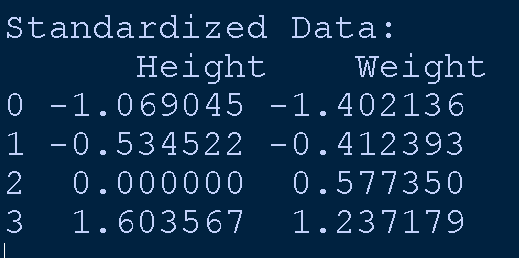 Standardized Data:
Height Weight
0 -1.069045 -1.402136
1 -0.534522 -0.412393
2 0.000000 0.577350
3 1.603567 1.237179